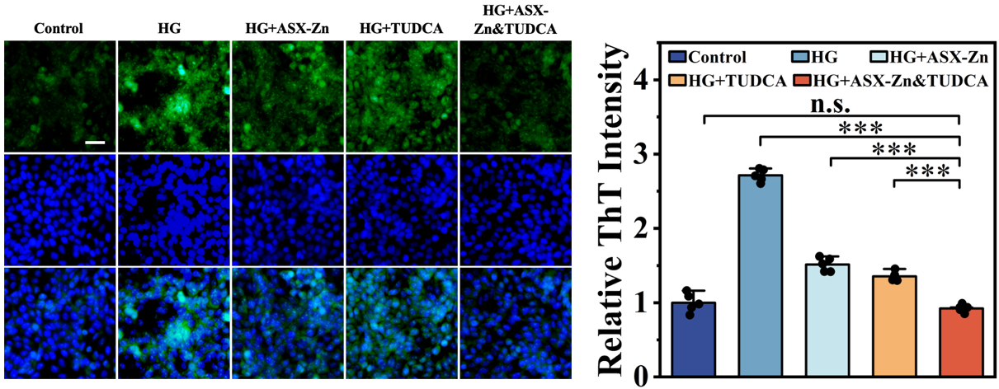 Control HG HG+ASX-Zn HG+TUDCA HG+ASX-
Zn&TUDCA
Relative ThT Intensity
4
3
2
1
0
Control HG HG+ASX-Zn
HG+TUDCA HG+ASX-Zn&TUDCA
n.s.
***
***
***